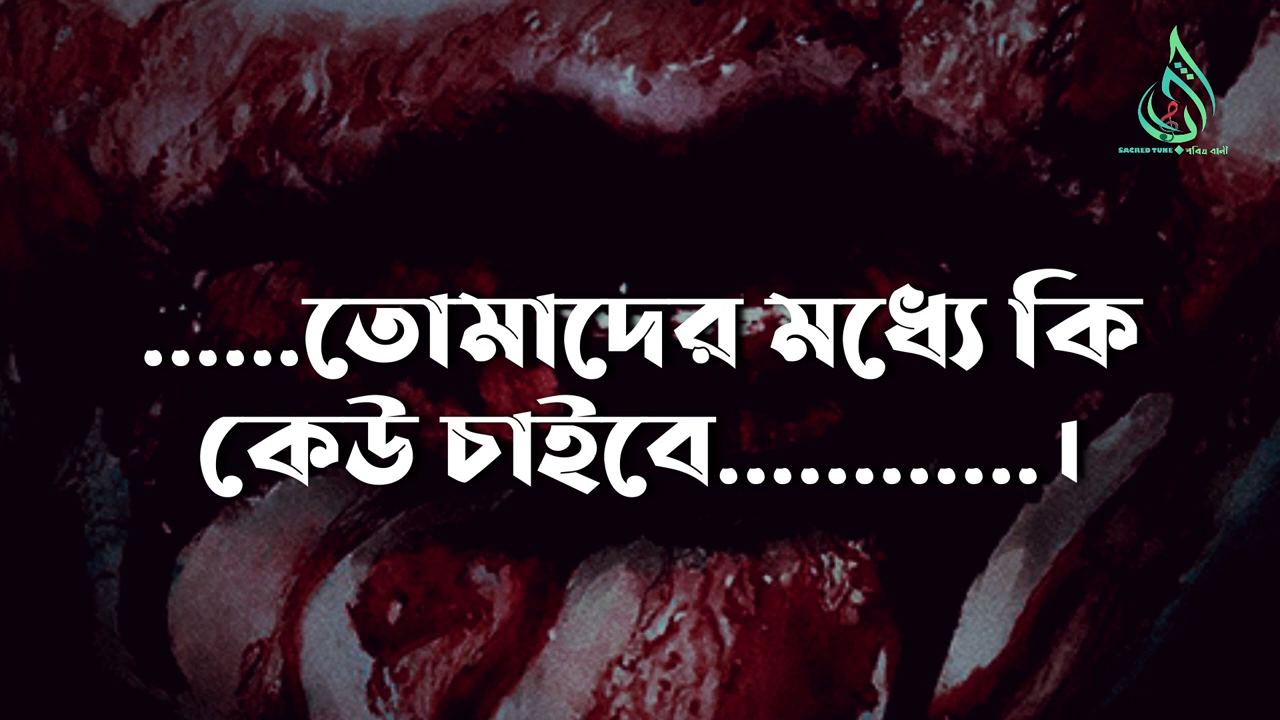 SACRED TUNE ◆ পবিত্র বানী
......তোমাদের মধ্যে কি
কেউ চাইবে............।